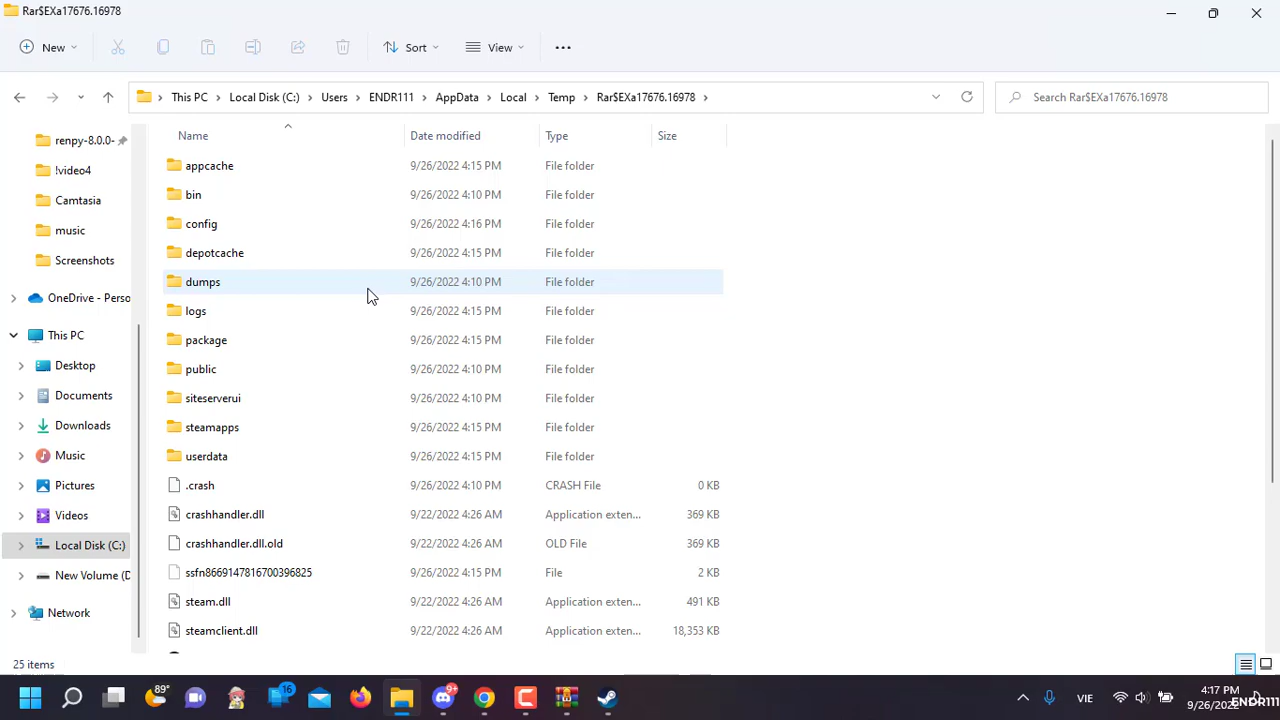 Rar$EXa17676.16978
New
Sort
View
This PC
Local Disk (C:)
Users
ENDR111
AppData
Local
Temp
Rar$EXa17676.16978
Search Rar$EXa17676.16978
renpy-8.0.0-
!video4
Camtasia
music
Screenshots
OneDrive - Perso
This PC
Desktop
Documents
Downloads
Music
Pictures
Videos
Local Disk (C:)
New Volume (D
Network
Name Date modified Type Size
appcache 9/26/2022 4:15 PM File folder
bin 9/26/2022 4:10 PM File folder
config 9/26/2022 4:16 PM File folder
depotcache 9/26/2022 4:15 PM File folder
dumps 9/26/2022 4:10 PM File folder
logs 9/26/2022 4:15 PM File folder
package 9/26/2022 4:15 PM File folder
public 9/26/2022 4:10 PM File folder
siteserverui 9/26/2022 4:10 PM File folder
steamapps 9/26/2022 4:15 PM File folder
userdata 9/26/2022 4:15 PM File folder
.crash 9/26/2022 4:10 PM CRASH File 0 KB
crashhandler.dll 9/22/2022 4:26 AM Application exten... 369 KB
crashhandler.dll.old 9/22/2022 4:26 AM OLD File 369 KB
ssfn8669147816700396825 9/26/2022 4:15 PM File 2 KB
steam.dll 9/22/2022 4:26 AM Application exten... 491 KB
steamclient.dll 9/22/2022 4:26 AM Application exten... 18,353 KB
25 items
89°
16
9+
VIE
4:17 PM
9/26/202
ENDR111